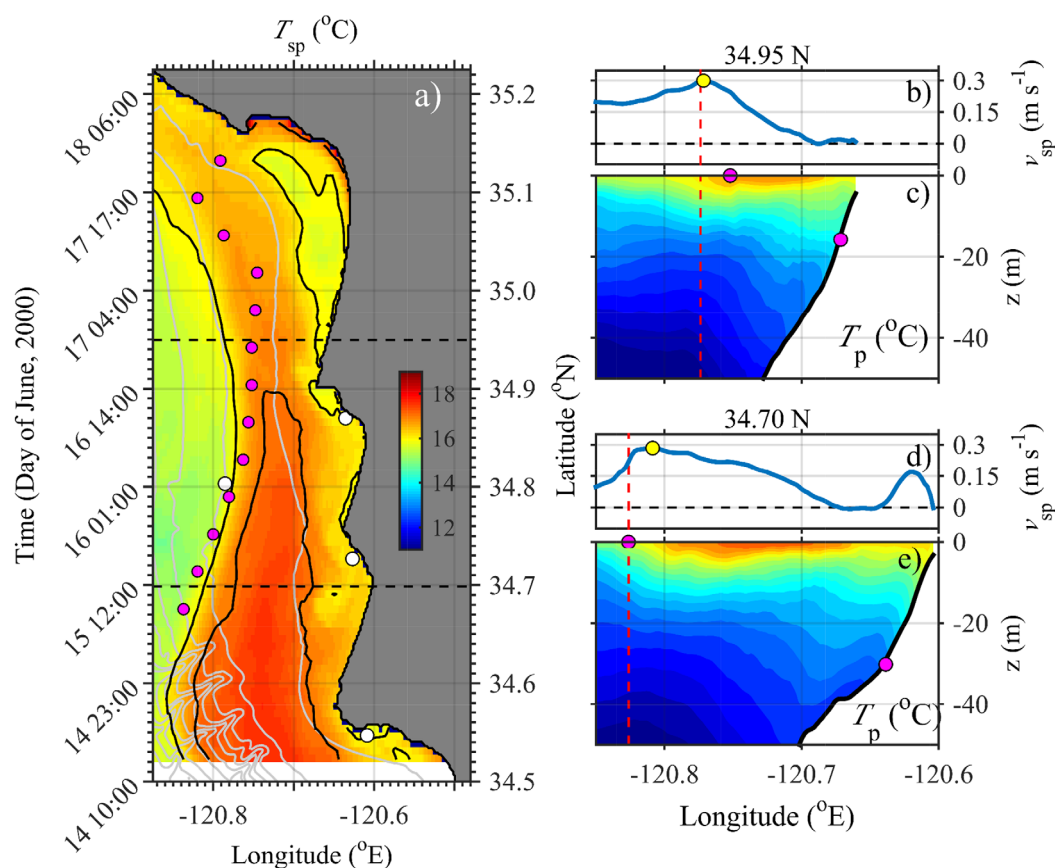 T_sp (°C)
a)
Time (Day of June, 2000)
18 06:00
17 17:00
17 04:00
16 14:00
16 01:00
15 12:00
14 23:00
14 10:00
35.2
35.1
35.0
34.9
34.8
34.7
34.6
34.5
Latitude (°N)
18
16
14
12
-120.8
-120.6
Longitude (°E)
34.95 N
b)
0.3
0.15
0
v_sp (m s⁻¹)
c)
0
-20
-40
z (m)
T_p (°C)
34.70 N
d)
0.3
0.15
0
v_sp (m s⁻¹)
e)
0
-20
-40
z (m)
T_p (°C)
-120.8
-120.7
-120.6
Longitude (°E)